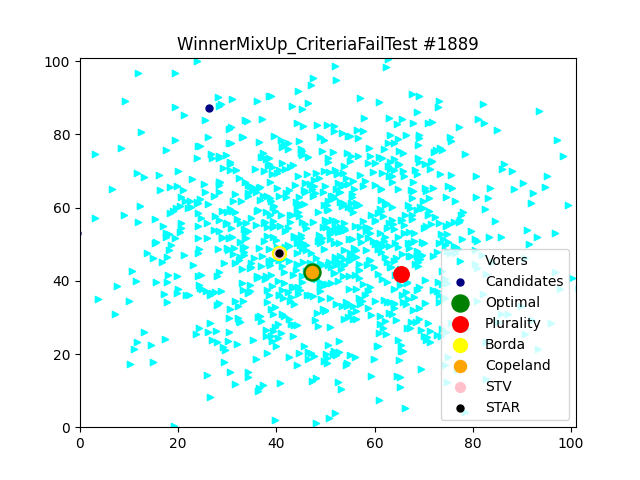 WinnerMixUp_CriteriaFailTest #1889
100
80
60
40
20
0
0 20 40 60 80 100
Voters
Candidates
Optimal
Plurality
Borda
Copeland
STV
STAR